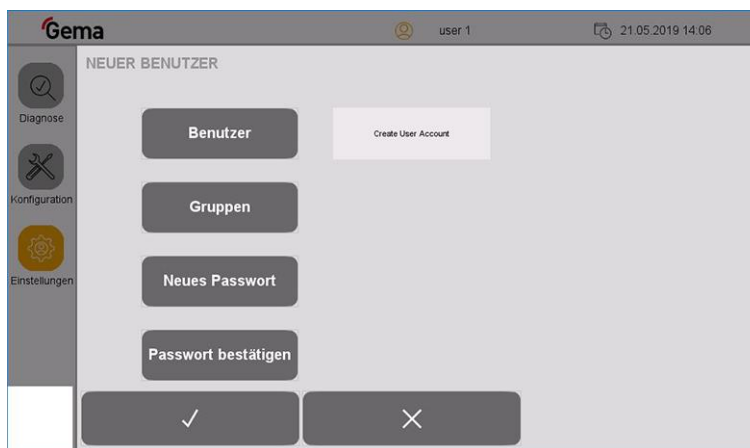 Gema
user 1
21.05.2019 14:06
NEUER BENUTZER
Diagnose
Konfiguration
Einstellungen
Benutzer
Create User Account
Gruppen
Neues Passwort
Passwort bestätigen